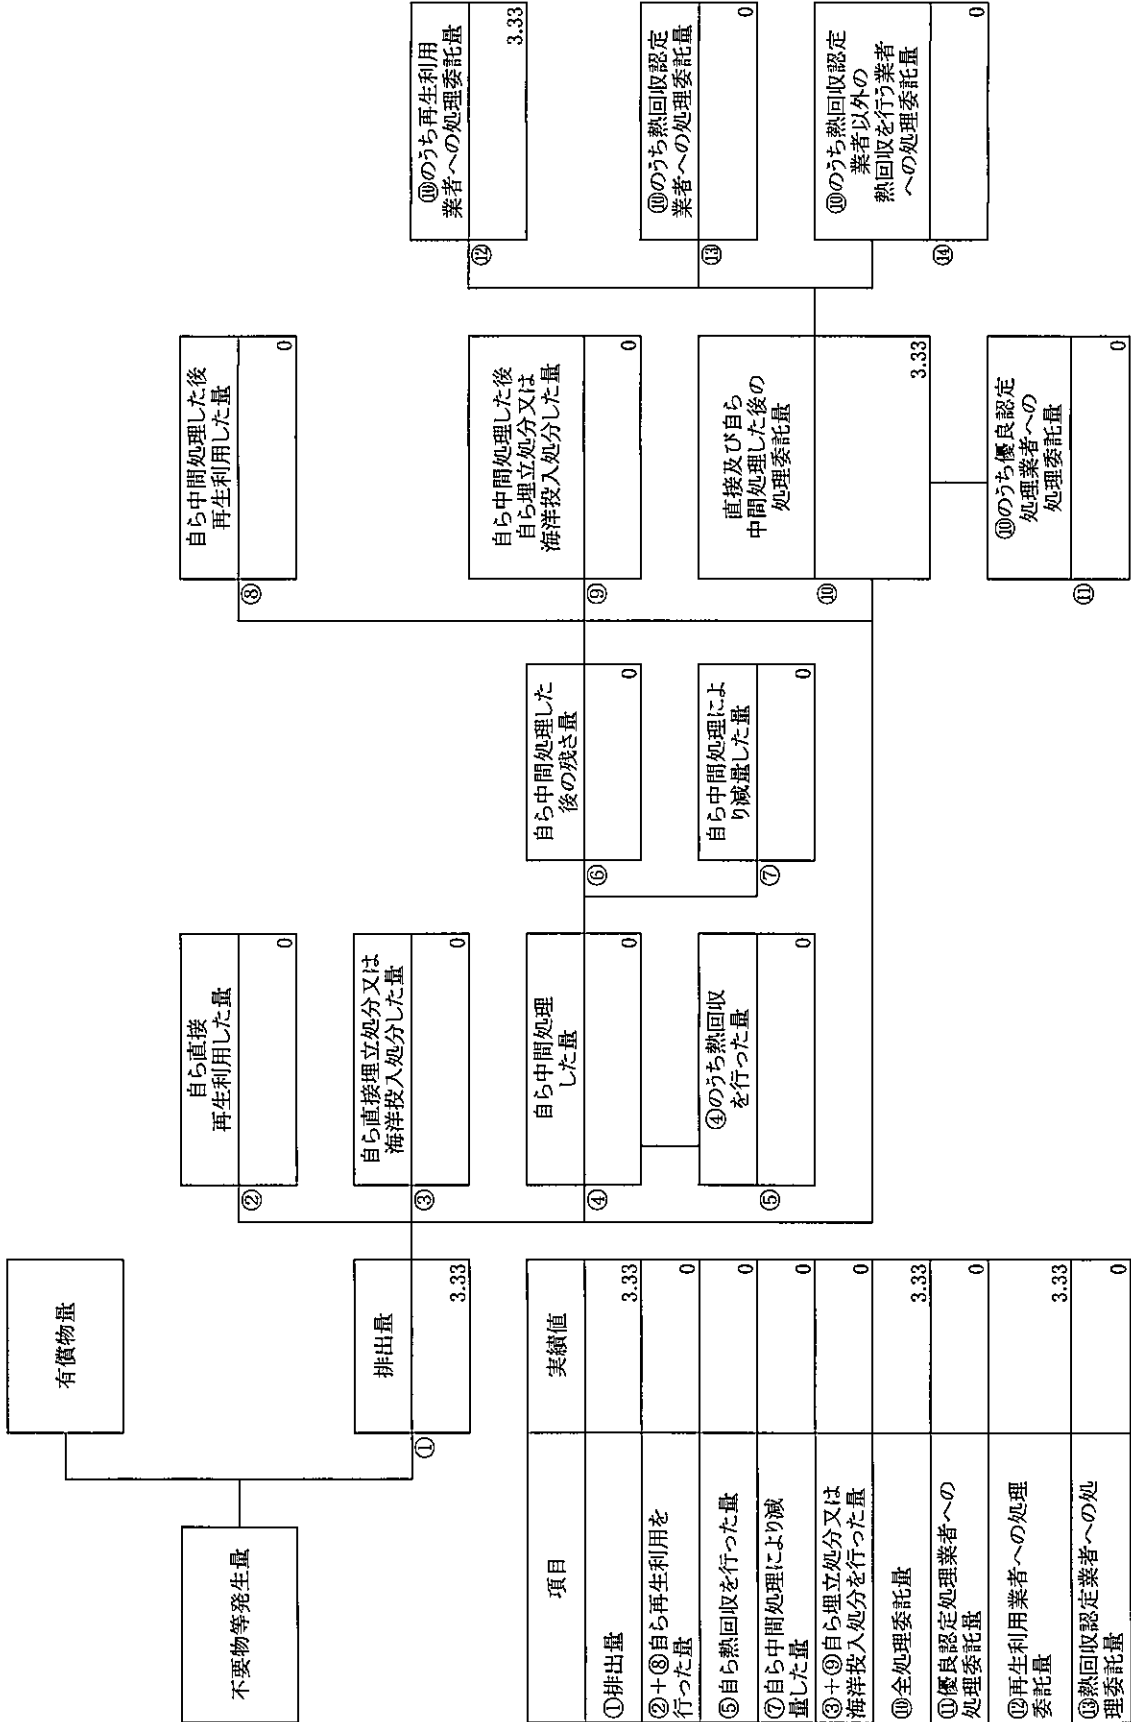 不要物等発生量
有償物量
①
排出量
3.33
②
自ら直接
再生利用した量
0
③
自ら直接埋立処分又は
海洋投入処分した量
0
④
自ら中間処理
した量
0
⑤
④のうち熱回収
を行った量
0
⑥
自ら中間処理した
後の残さ量
0
⑦
自ら中間処理によ
り減量した量
0
⑧
自ら中間処理した後
再生利用した量
0
⑨
自ら中間処理した後
自ら埋立処分又は
海洋投入処分した量
0
⑩
直接及び自ら
中間処理した後の
処理委託量
3.33
⑪
⑩のうち優良認定
処理業者への
処理委託量
0
⑫
⑩のうち再生利用
業者への処理委託量
3.33
⑬
⑩のうち熱回収認定
業者への処理委託量
0
⑭
⑩のうち熱回収認定
業者以外の
熱回収を行う業者
への処理委託量
0
項目 実績値
①排出量 3.33
②+⑧自ら再生利用を
行った量 0
⑤自ら熱回収を行った量 0
⑦自ら中間処理により減
量した量 0
③+⑨自ら埋立処分又は
海洋投入処分を行った量 0
⑩全処理委託量 3.33
⑪優良認定処理業者への
処理委託量 0
⑫再生利用業者への処理
委託量 3.33
⑬熱回収認定業者への処
理委託量 0